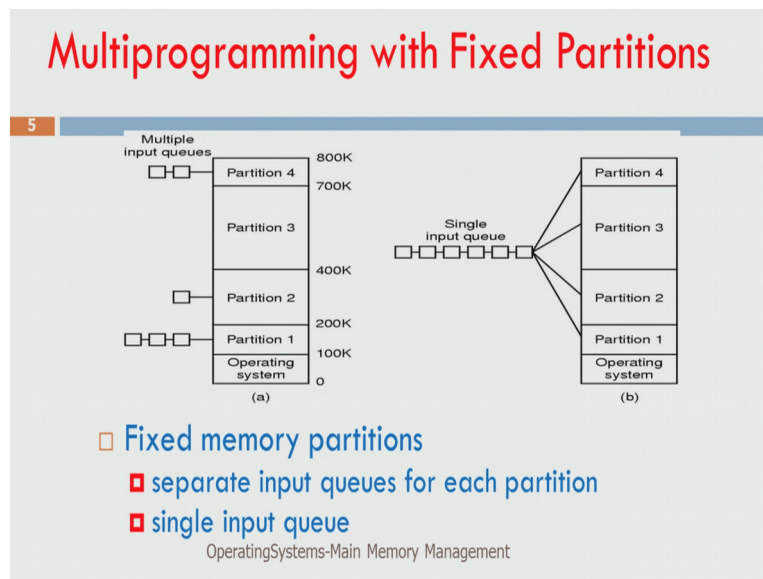 Multiprogramming with Fixed Partitions
5
Multiple
input queues
Partition 4
Partition 3
Partition 2
Partition 1
Operating
system
800K
700K
400K
200K
100K
0
(a)
Single
input queue
Partition 4
Partition 3
Partition 2
Partition 1
Operating
system
(b)
Fixed memory partitions
separate input queues for each partition
single input queue
OperatingSystems-Main Memory Management